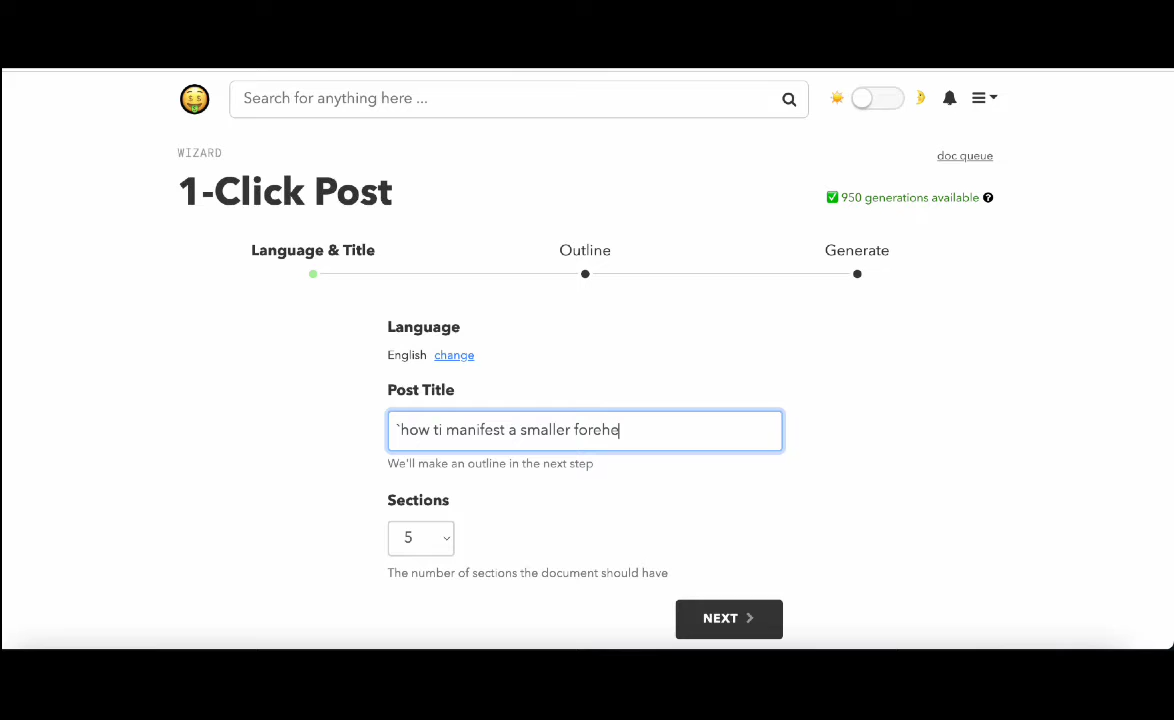 Search for anything here ...
WIZARD
doc queue
1-Click Post
950 generations available
Language & Title
Outline
Generate
Language
English change
Post Title
`how ti manifest a smaller forehe
We'll make an outline in the next step
Sections
5
The number of sections the document should have
NEXT